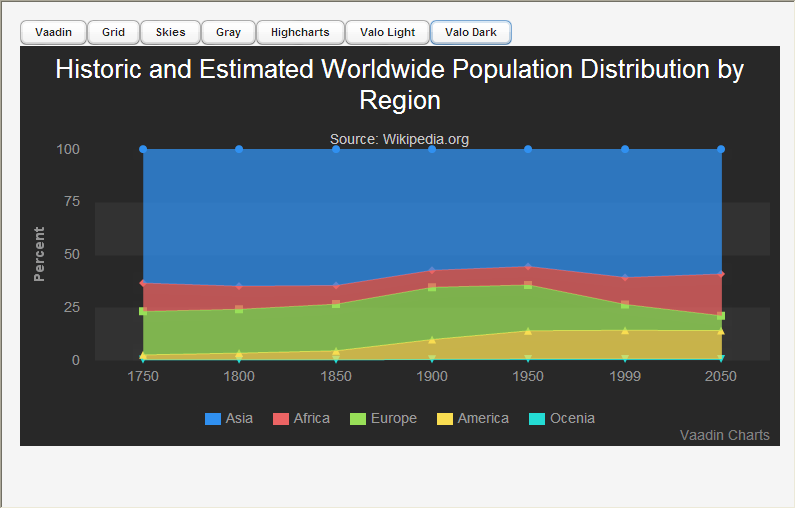 Vaadin Grid Skies Gray Highcharts Valo Light Valo Dark
Historic and Estimated Worldwide Population Distribution by
Region
Source: Wikipedia.org
100
75
50
25
0
Percent
1750 1800 1850 1900 1950 1999 2050
Asia Africa Europe America Ocenia
Vaadin Charts